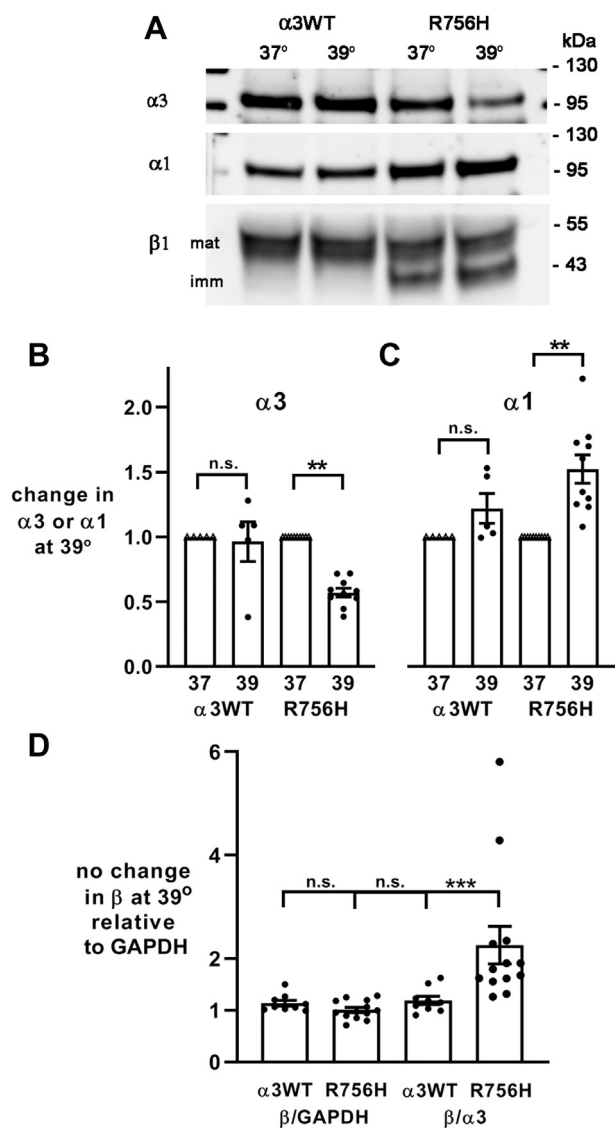 A
α3WT R756H
37° 39° 37° 39° kDa
- 130
α3 - 95
- 130
α1 - 95
- 55
β1 mat
- 43
imm
B C
α3 α1
change in
α3 or α1
at 39°
2.0
1.5
1.0
0.5
0.0
n.s. ** n.s. **
37 39 37 39 37 39 37 39
α3WT R756H α3WT R756H
D
no change
in β at 39°
relative
to GAPDH
6
4
2
1
0
n.s. n.s. ***
α3WT R756H α3WT R756H
β/GAPDH β/α3